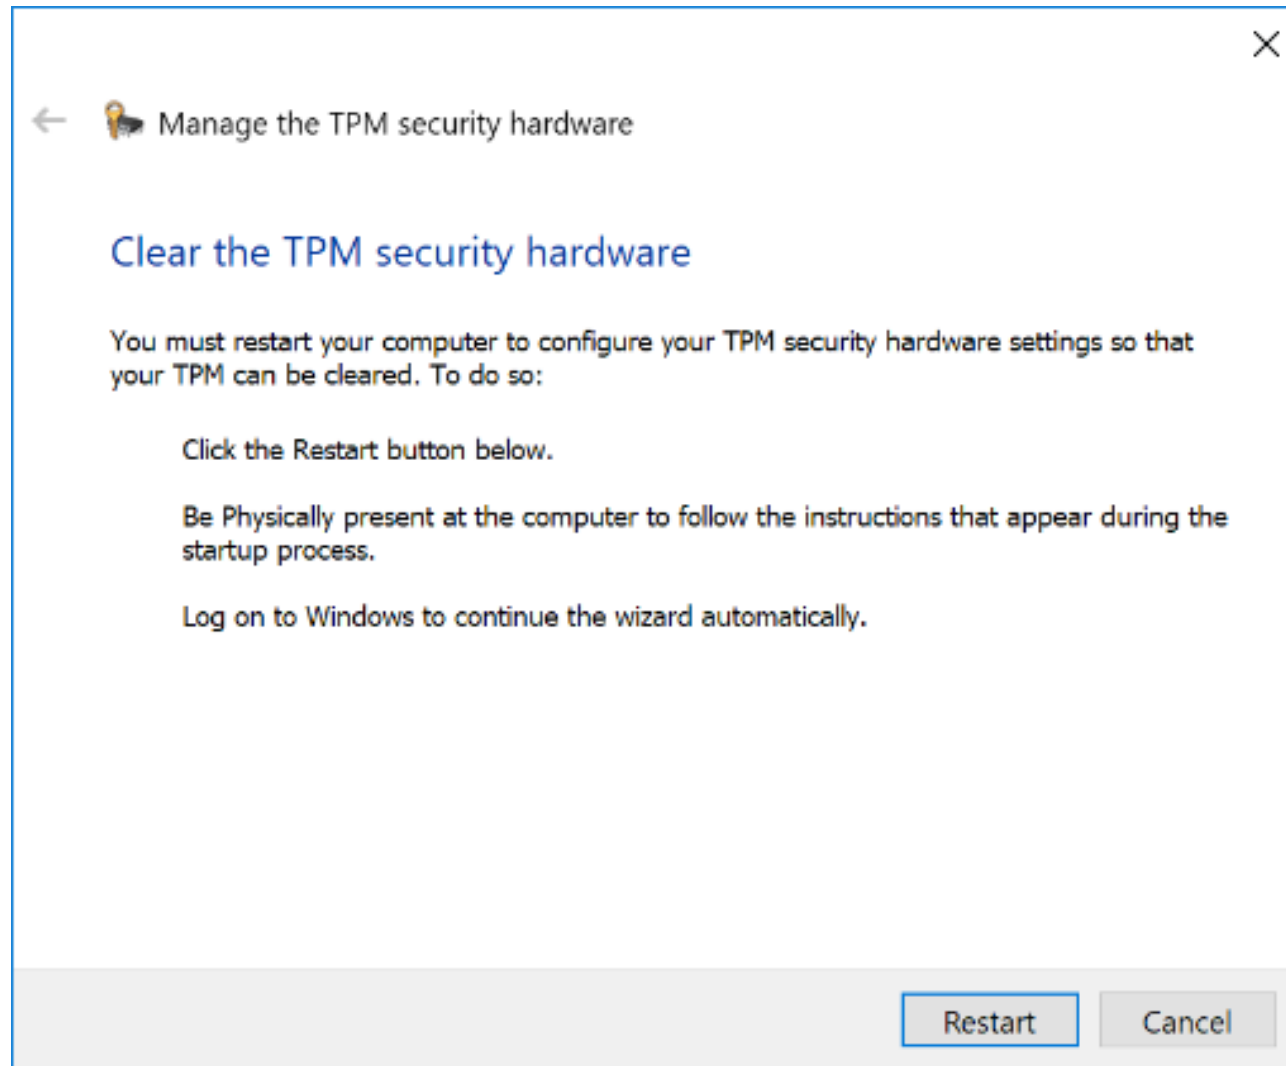 Manage the TPM security hardware
Clear the TPM security hardware
You must restart your computer to configure your TPM security hardware settings so that
your TPM can be cleared. To do so:
Click the Restart button below.
Be Physically present at the computer to follow the instructions that appear during the
startup process.
Log on to Windows to continue the wizard automatically.
Restart Cancel